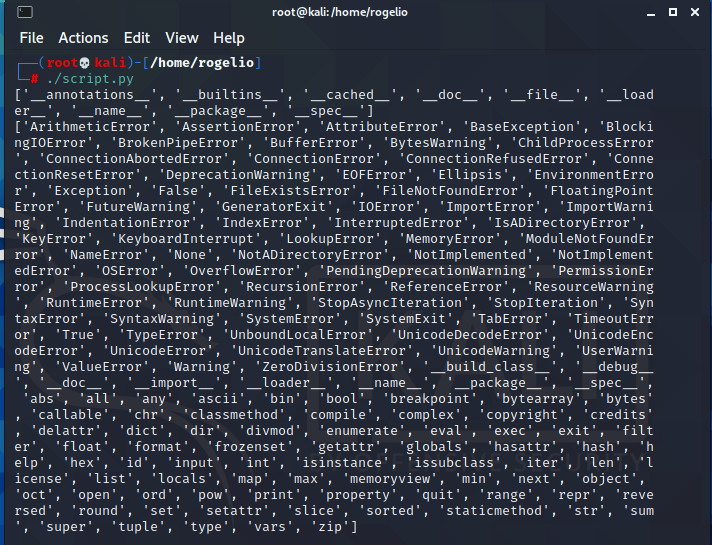 root@kali: /home/rogelio
File Actions Edit View Help
(root💀kali)-[/home/rogelio]
# ./script.py
['__annotations__', '__builtins__', '__cached__', '__doc__', '__file__', '__load
er__', '__name__', '__package__', '__spec__']
['ArithmeticError', 'AssertionError', 'AttributeError', 'BaseException', 'Blocki
ngIOError', 'BrokenPipeError', 'BufferError', 'BytesWarning', 'ChildProcessError
', 'ConnectionAbortedError', 'ConnectionError', 'ConnectionRefusedError', 'Conne
ctionResetError', 'DeprecationWarning', 'EOFError', 'Ellipsis', 'EnvironmentErro
r', 'Exception', 'False', 'FileExistsError', 'FileNotFoundError', 'FloatingPoint
Error', 'FutureWarning', 'GeneratorExit', 'IOError', 'ImportError', 'ImportWarni
ng', 'IndentationError', 'IndexError', 'InterruptedError', 'IsADirectoryError',
'KeyError', 'KeyboardInterrupt', 'LookupError', 'MemoryError', 'ModuleNotFoundEr
ror', 'NameError', 'None', 'NotADirectoryError', 'NotImplemented', 'NotImplement
edError', 'OSError', 'OverflowError', 'PendingDeprecationWarning', 'PermissionEr
ror', 'ProcessLookupError', 'RecursionError', 'ReferenceError', 'ResourceWarning
', 'RuntimeError', 'RuntimeWarning', 'StopAsyncIteration', 'StopIteration', 'Syn
taxError', 'SyntaxWarning', 'SystemError', 'SystemExit', 'TabError', 'TimeoutErr
or', 'True', 'TypeError', 'UnboundLocalError', 'UnicodeDecodeError', 'UnicodeEnc
odeError', 'UnicodeError', 'UnicodeTranslateError', 'UnicodeWarning', 'UserWarni
ng', 'ValueError', 'Warning', 'ZeroDivisionError', '__build_class__', '__debug__
', '__doc__', '__import__', '__loader__', '__name__', '__package__', '__spec__',
'abs', 'all', 'any', 'ascii', 'bin', 'bool', 'breakpoint', 'bytearray', 'bytes'
, 'callable', 'chr', 'classmethod', 'compile', 'complex', 'copyright', 'credits'
, 'delattr', 'dict', 'dir', 'divmod', 'enumerate', 'eval', 'exec', 'exit', 'filt
er', 'float', 'format', 'frozenset', 'getattr', 'globals', 'hasattr', 'hash', 'h
elp', 'hex', 'id', 'input', 'int', 'isinstance', 'issubclass', 'iter', 'len', 'l
icense', 'list', 'locals', 'map', 'max', 'memoryview', 'min', 'next', 'object',
'oct', 'open', 'ord', 'pow', 'print', 'property', 'quit', 'range', 'repr', 'reve
rsed', 'round', 'set', 'setattr', 'slice', 'sorted', 'staticmethod', 'str', 'sum
', 'super', 'tuple', 'type', 'vars', 'zip']